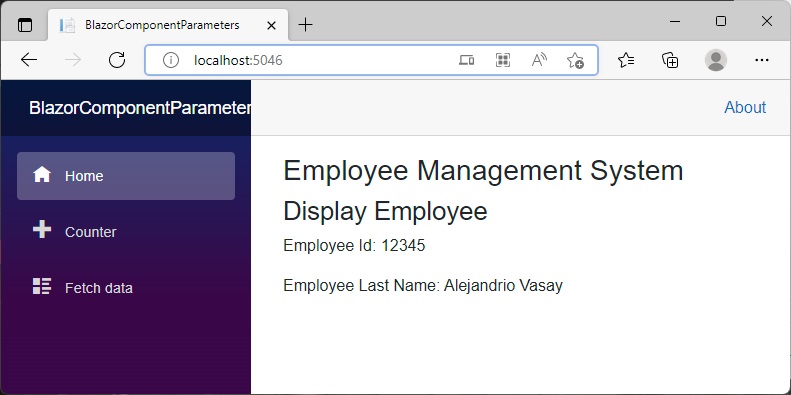 BlazorComponentParameters
localhost:5046
BlazorComponentParameter
About
Home
Counter
Fetch data
Employee Management System
Display Employee
Employee Id: 12345
Employee Last Name: Alejandrio Vasay